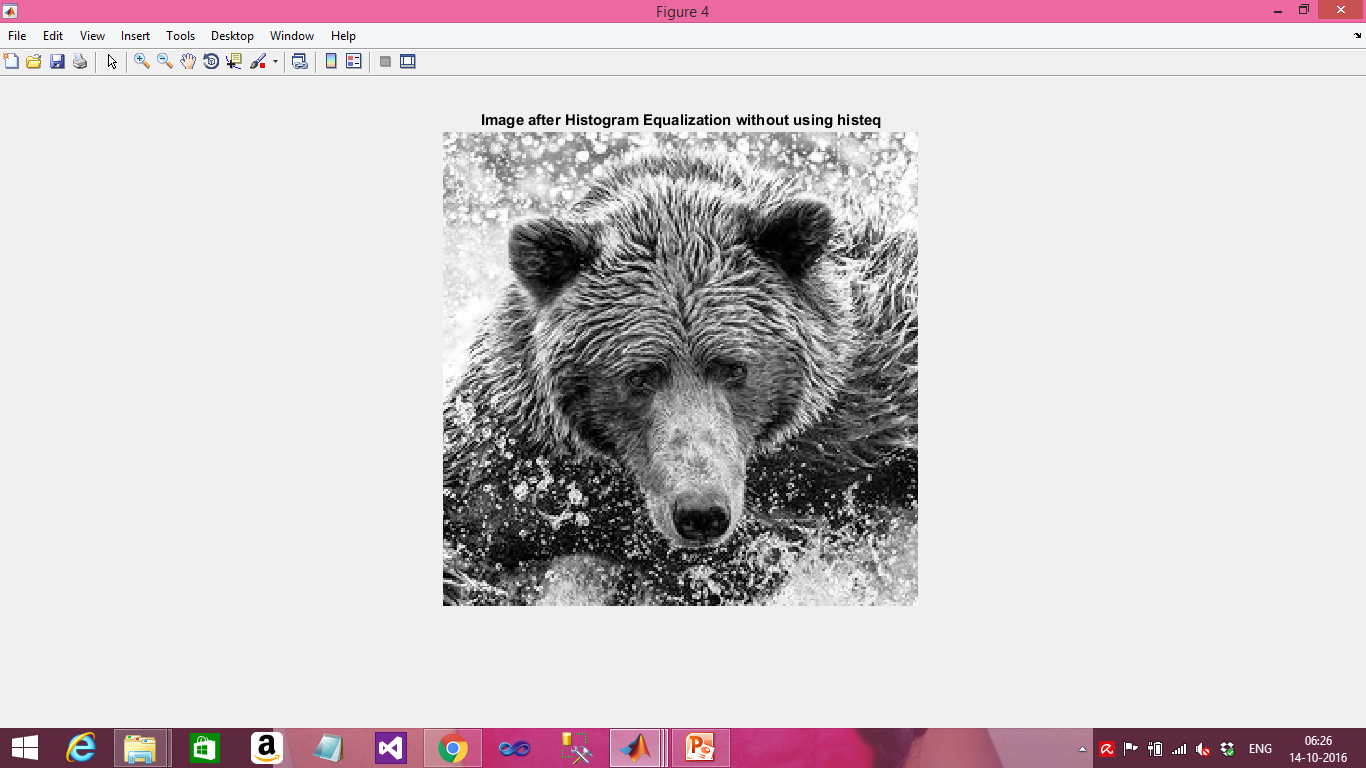 Figure 4
File Edit View Insert Tools Desktop Window Help
Image after Histogram Equalization without using histeq
ENG
06:26
14-10-2016